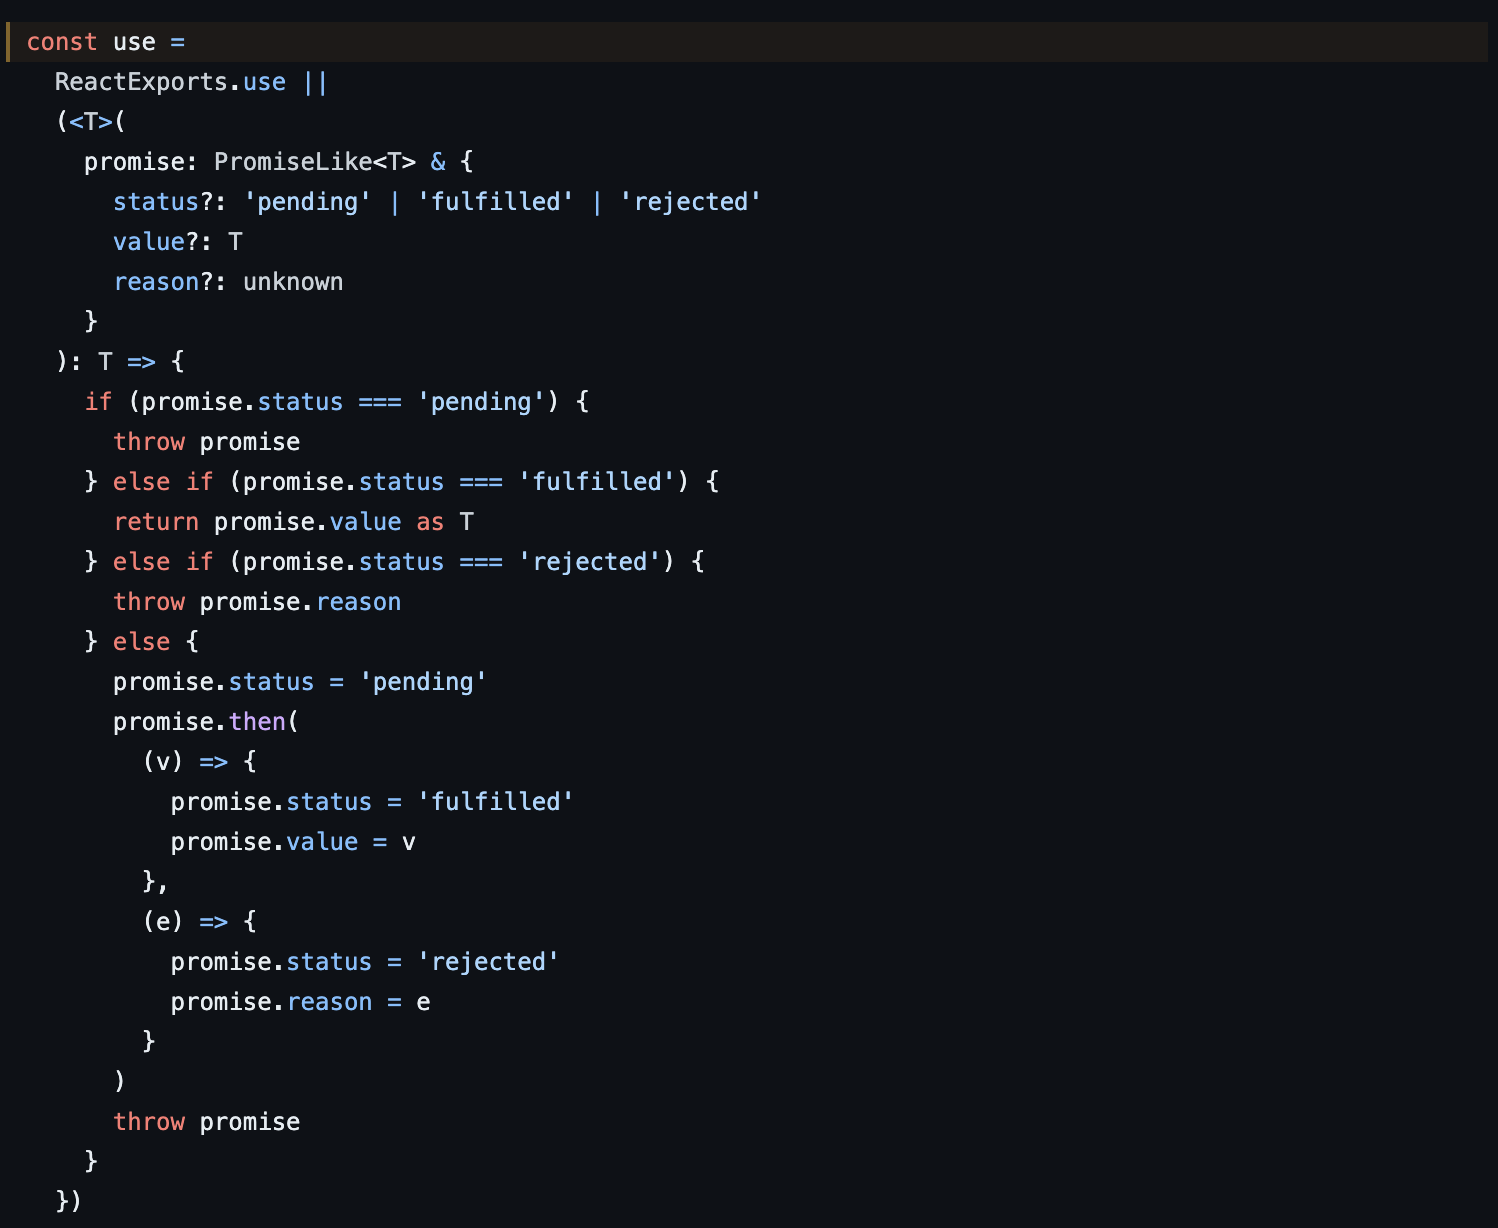 const use =
  ReactExports.use ||
  (<T>(
    promise: PromiseLike<T> & {
      status?: 'pending' | 'fulfilled' | 'rejected'
      value?: T
      reason?: unknown
    }
  ): T => {
    if (promise.status === 'pending') {
      throw promise
    } else if (promise.status === 'fulfilled') {
      return promise.value as T
    } else if (promise.status === 'rejected') {
      throw promise.reason
    } else {
      promise.status = 'pending'
      promise.then(
        (v) => {
          promise.status = 'fulfilled'
          promise.value = v
        },
        (e) => {
          promise.status = 'rejected'
          promise.reason = e
        }
      )
      throw promise
    }
  })